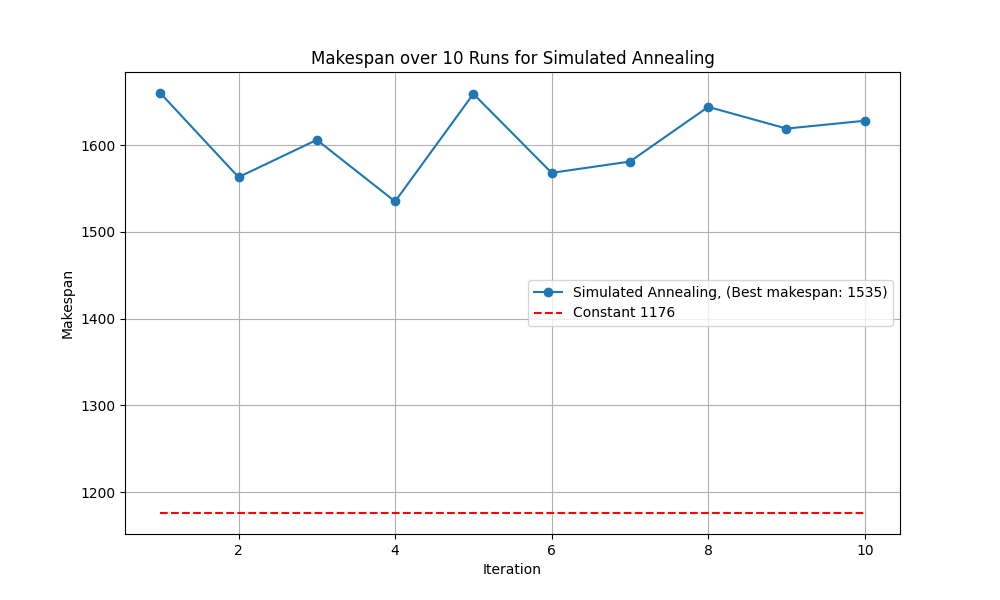 Makespan over 10 Runs for Simulated Annealing
1600
1500
1400
1300
1200
Makespan
Simulated Annealing, (Best makespan: 1535)
Constant 1176
2 4 6 8 10
Iteration